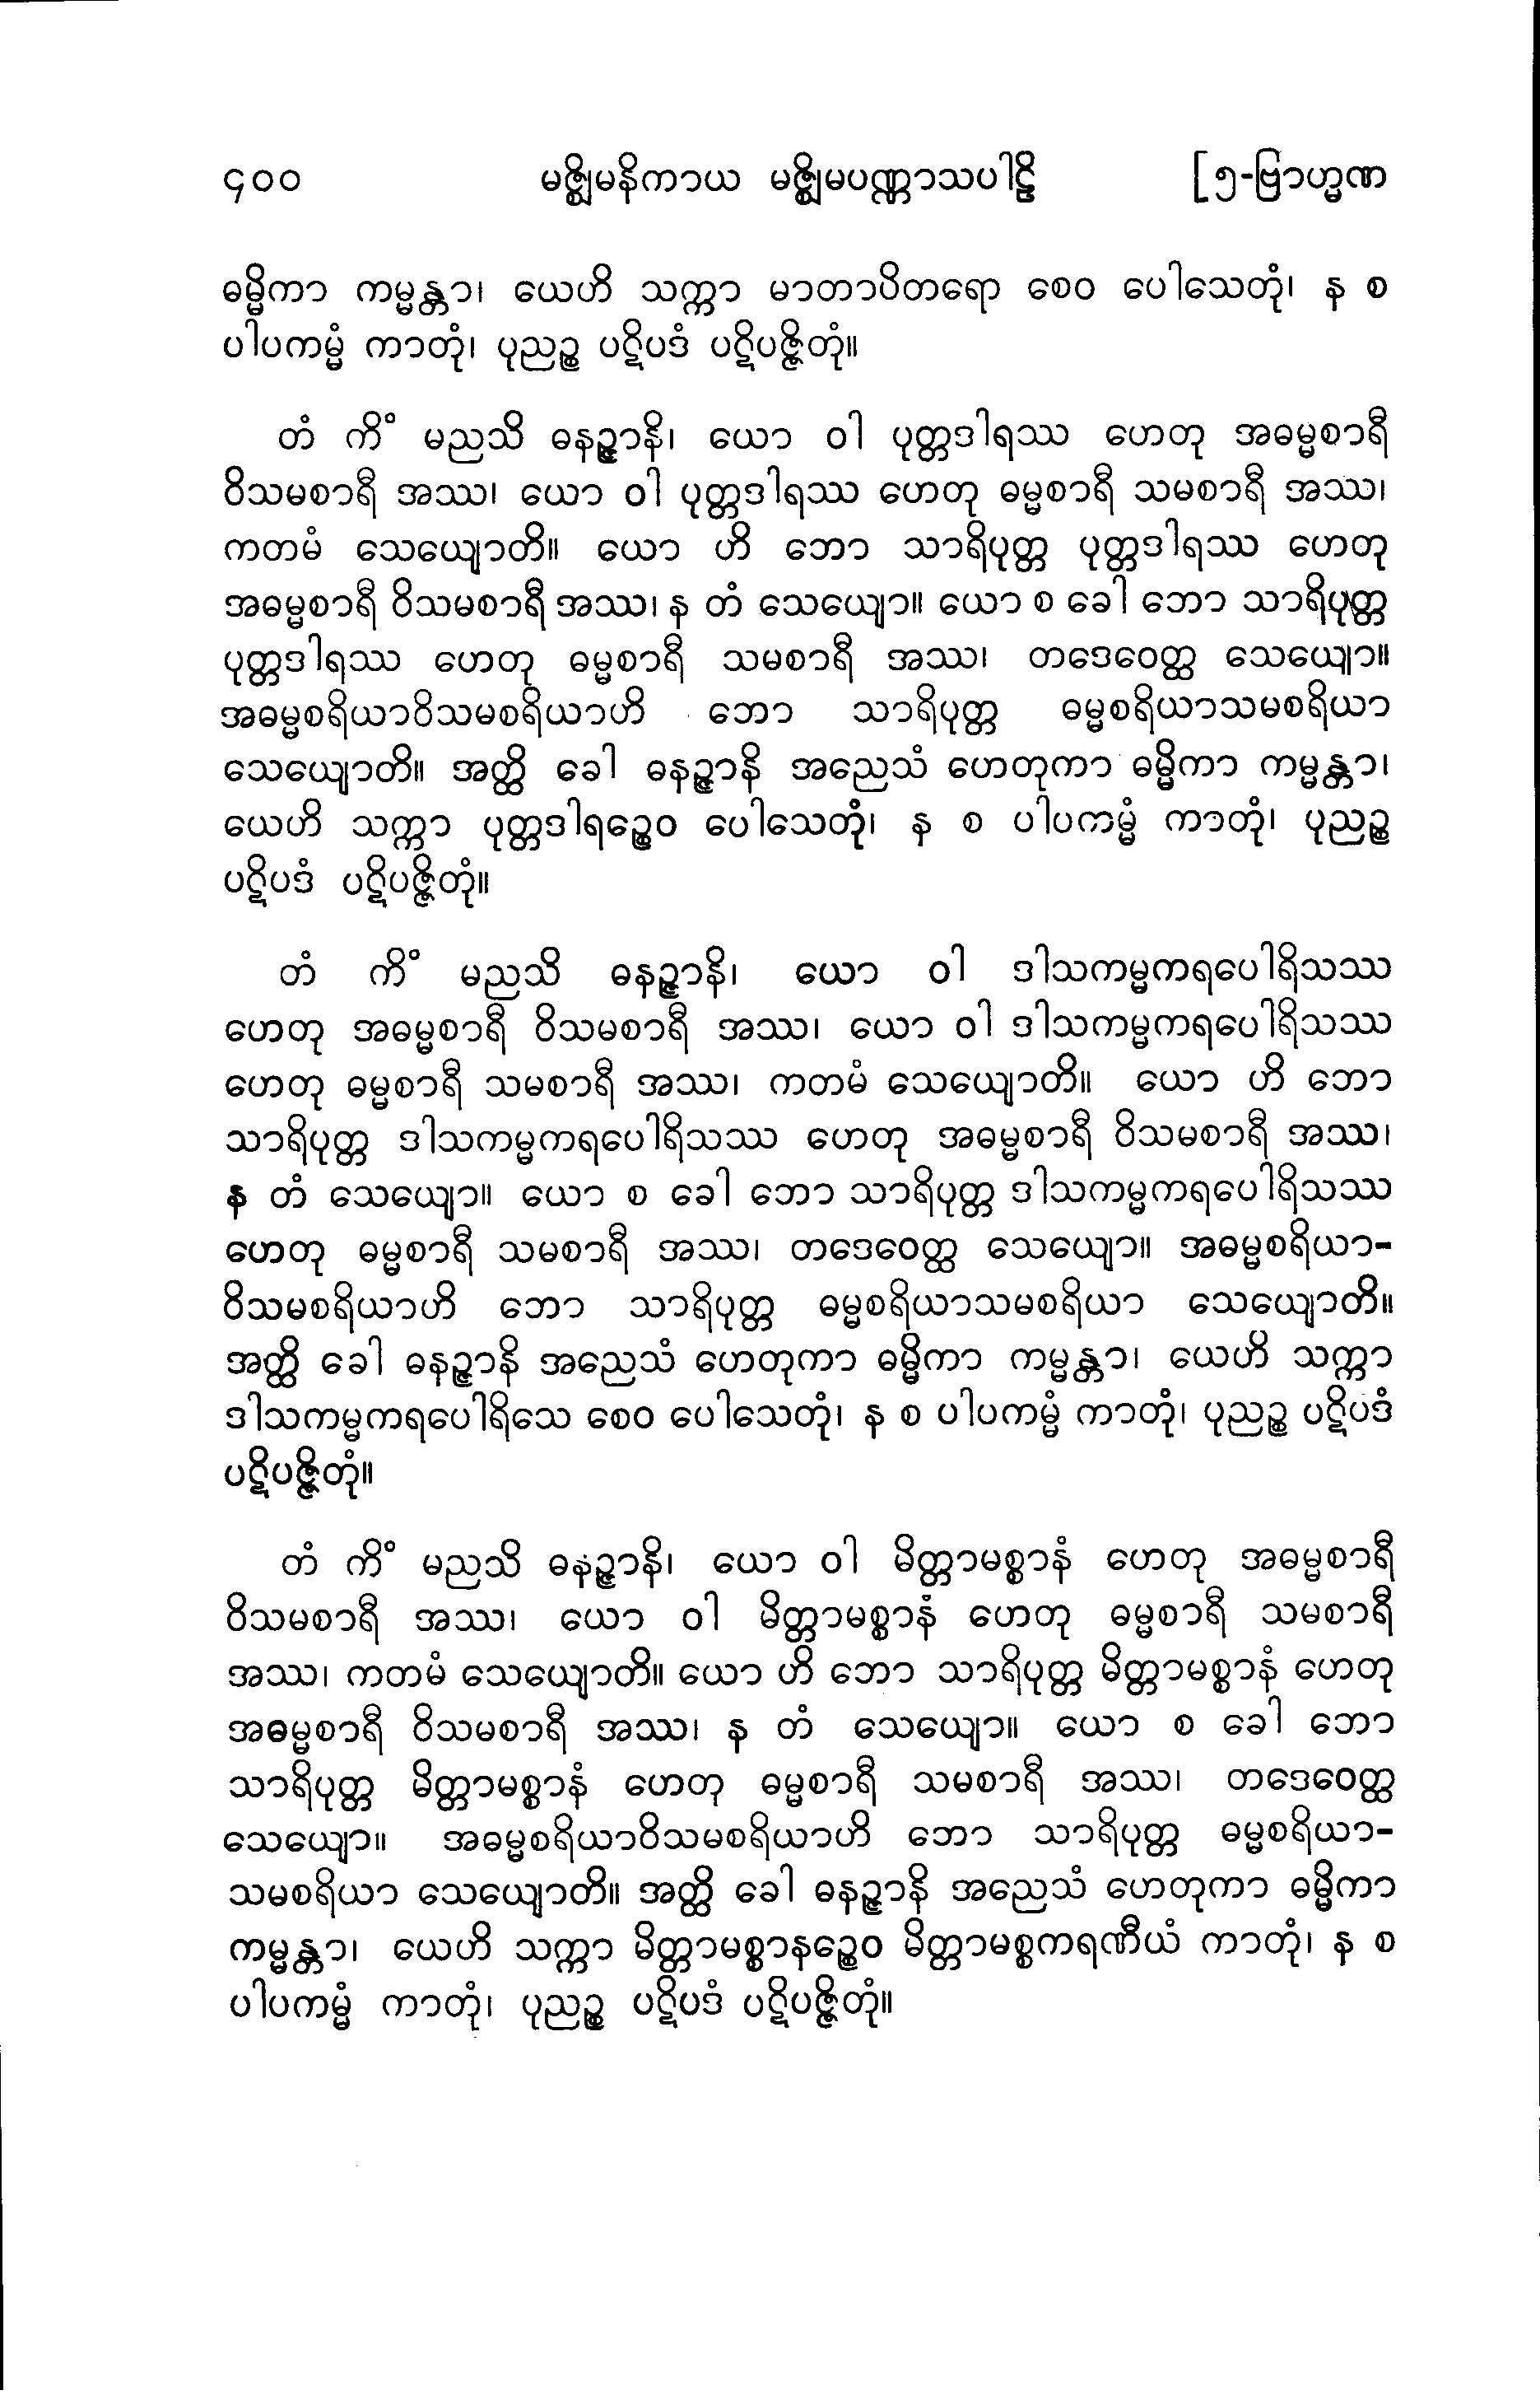 ၄၀၀ မဇ္ဈိမနိကာယ မဇ္ဈိမပဏ္ဏာသပါဠိ [ ၅-ဗြာဟ္မဏ
ဓမ္မိကာ ကမ္မန္တာ၊ ယေဟိ သက္ကာ မာတာပိတရော စေဝ ပေါသေတုံ၊ န စ
ပါပကမ္မံ ကာတုံ၊ ပုညဉ္စ ပဋိပဒံ ပဋိပဇ္ဇိတုံ။
တံ ကိံ မညသိ ဓနဉ္ဇာနိ၊ ယော ဝါ ပုတ္တဒါရဿ ဟေတု အဓမ္မစာရီ
ဝိသမစာရီ အဿ၊ ယော ဝါ ပုတ္တဒါရဿ ဟေတု ဓမ္မစာရီ သမစာရီ အဿ၊
ကတမံ သေယျောတိ။ ယော ဟိ ဘော သာရိပုတ္တ ပုတ္တဒါရဿ ဟေတု
အဓမ္မစာရီ ဝိသမစာရီ အဿ၊ န တံ သေယျော။ ယော စ ခေါ ဘော သာရိပုတ္တ
ပုတ္တဒါရဿ ဟေတု ဓမ္မစာရီ သမစာရီ အဿ၊ တဒေဝေတ္ထ သေယျော။
အဓမ္မစရိယာဝိသမစရိယာဟိ ဘော သာရိပုတ္တ ဓမ္မစရိယာသမစရိယာ
သေယျောတိ။ အတ္ထိ ခေါ ဓနဉ္ဇာနိ အညေသံ ဟေတုကာ ဓမ္မိကာ ကမ္မန္တာ၊
ယေဟိ သက္ကာ ပုတ္တဒါရဉ္စေဝ ပေါသေတုံ၊ န စ ပါပကမ္မံ ကာတုံ၊ ပုညဉ္စ
ပဋိပဒံ ပဋိပဇ္ဇိတုံ။
တံ ကိံ မညသိ ဓနဉ္ဇာနိ၊ ယော ဝါ ဒါသကမ္မကရပေါရိသဿ
ဟေတု အဓမ္မစာရီ ဝိသမစာရီ အဿ၊ ယော ဝါ ဒါသကမ္မကရပေါရိသဿ
ဟေတု ဓမ္မစာရီ သမစာရီ အဿ၊ ကတမံ သေယျောတိ။ ယော ဟိ ဘော
သာရိပုတ္တ ဒါသကမ္မကရပေါရိသဿ ဟေတု အဓမ္မစာရီ ဝိသမစာရီ အဿ၊
န တံ သေယျော။ ယော စ ခေါ ဘော သာရိပုတ္တ ဒါသကမ္မကရပေါရိသဿ
ဟေတု ဓမ္မစာရီ သမစာရီ အဿ၊ တဒေဝေတ္ထ သေယျော။ အဓမ္မစရိယာ-
ဝိသမစရိယာဟိ ဘော သာရိပုတ္တ ဓမ္မစရိယာသမစရိယာ သေယျောတိ။
အတ္ထိ ခေါ ဓနဉ္ဇာနိ အညေသံ ဟေတုကာ ဓမ္မိကာ ကမ္မန္တာ၊ ယေဟိ သက္ကာ
ဒါသကမ္မကရပေါရိသေ စေဝ ပေါသေတုံ၊ န စ ပါပကမ္မံ ကာတုံ၊ ပုညဉ္စ ပဋိပဒံ
ပဋိပဇ္ဇိတုံ။
တံ ကိံ မညသိ ဓနဉ္ဇာနိ၊ ယော ဝါ မိတ္တာမစ္စာနံ ဟေတု အဓမ္မစာရီ
ဝိသမစာရီ အဿ၊ ယော ဝါ မိတ္တာမစ္စာနံ ဟေတု ဓမ္မစာရီ သမစာရီ
အဿ၊ ကတမံ သေယျောတိ။ ယော ဟိ ဘော သာရိပုတ္တ မိတ္တာမစ္စာနံ ဟေတု
အဓမ္မစာရီ ဝိသမစာရီ အဿ၊ န တံ သေယျော။ ယော စ ခေါ ဘော
သာရိပုတ္တ မိတ္တာမစ္စာနံ ဟေတု ဓမ္မစာရီ သမစာရီ အဿ၊ တဒေဝေတ္ထ
သေယျော။ အဓမ္မစရိယာဝိသမစရိယာဟိ ဘော သာရိပုတ္တ ဓမ္မစရိယာ-
သမစရိယာ သေယျောတိ။ အတ္ထိ ခေါ ဓနဉ္ဇာနိ အညေသံ ဟေတုကာ ဓမ္မိကာ
ကမ္မန္တာ၊ ယေဟိ သက္ကာ မိတ္တာမစ္စာနဉ္စေဝ မိတ္တာမစ္စကရဏီယံ ကာတုံ၊ န စ
ပါပကမ္မံ ကာတုံ၊ ပုညဉ္စ ပဋိပဒံ ပဋိပဇ္ဇိတုံ။